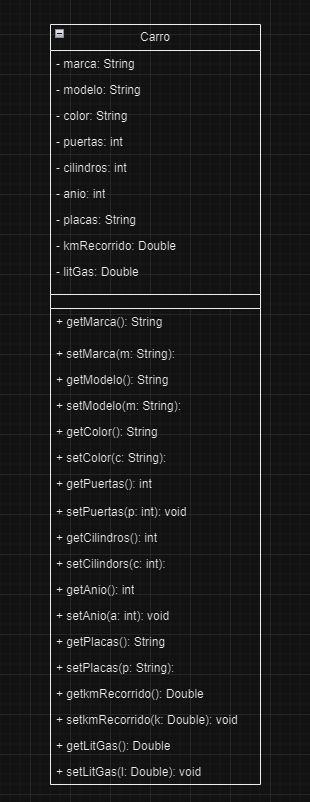 Carro
- marca: String
- modelo: String
- color: String
- puertas: int
- cilindros: int
- anio: int
- placas: String
- kmRecorrido: Double
- litGas: Double
+ getMarca(): String
+ setMarca(m: String):
+ getModelo(): String
+ setModelo(m: String):
+ getColor(): String
+ setColor(c: String):
+ getPuertas(): int
+ setPuertas(p: int): void
+ getCilindros(): int
+ setCilindors(c: int):
+ getAnio(): int
+ setAnio(a: int): void
+ getPlacas(): String
+ setPlacas(p: String):
+ getkmRecorrido(): Double
+ setkmRecorrido(k: Double): void
+ getLitGas(): Double
+ setLitGas(l: Double): void